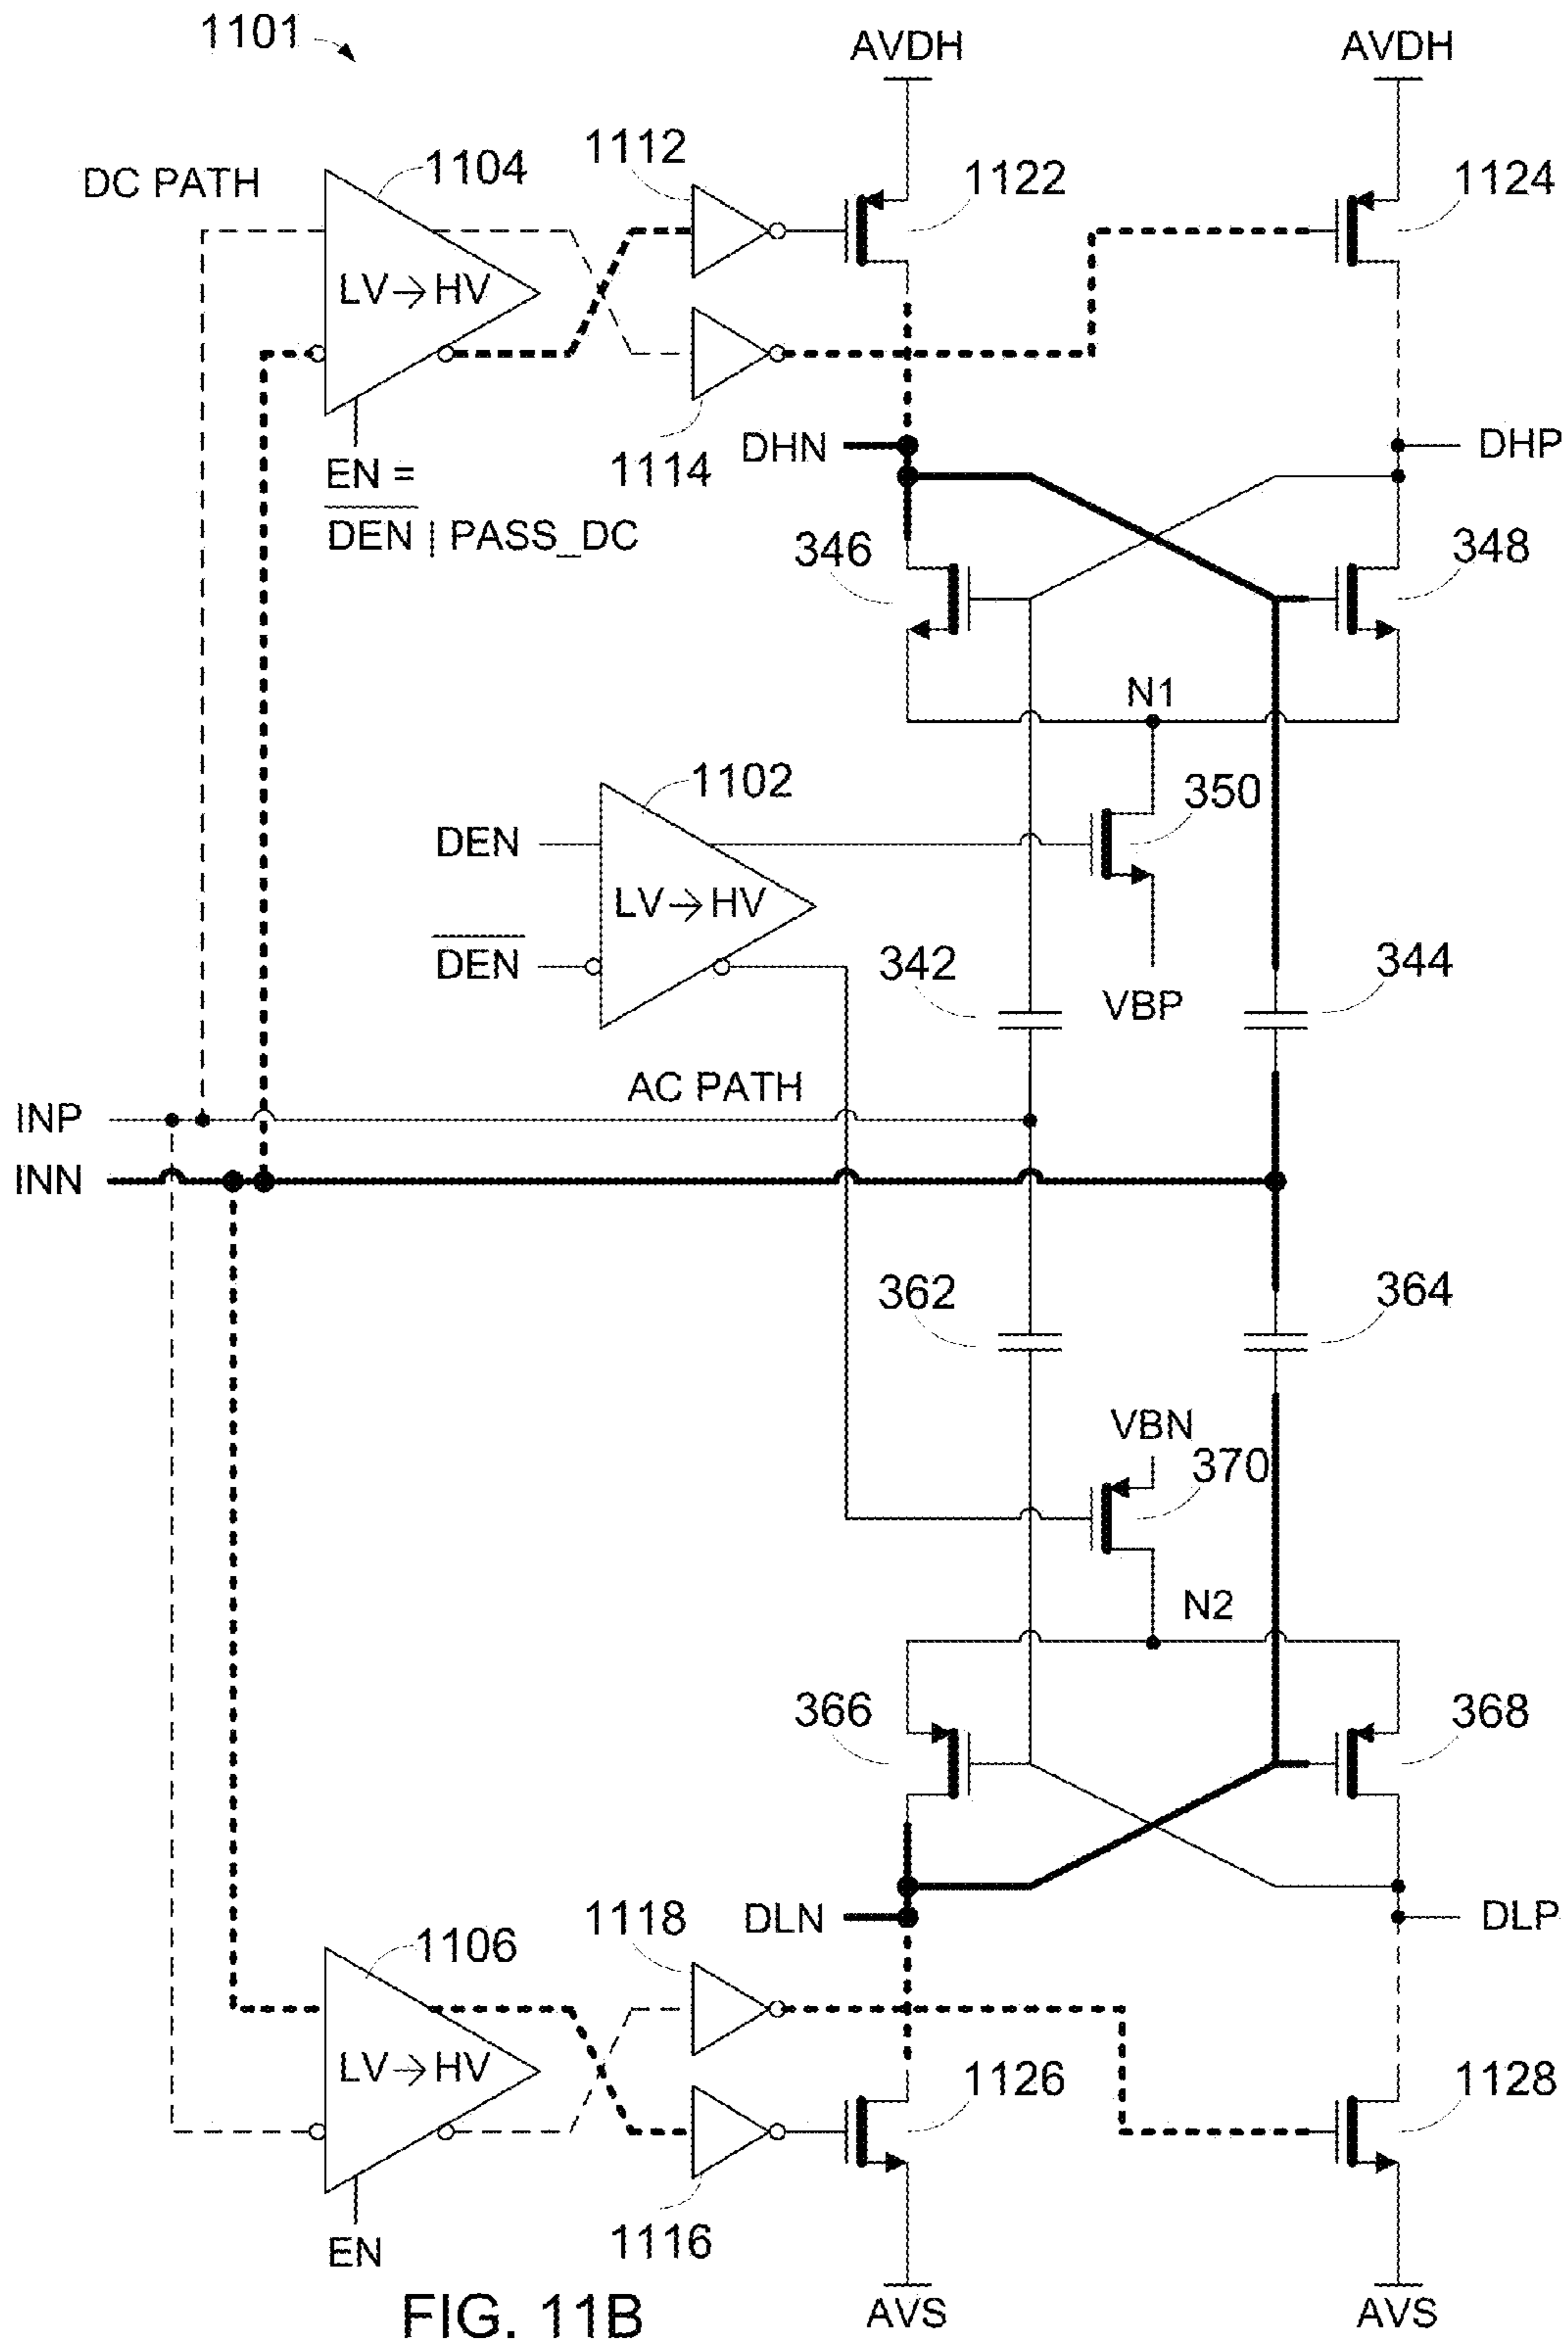 1101
AVDH
AVDH
1112
DC PATH
1104
1122
1124
LV→HV
DHN
DHP
1114
EN =
D̅E̅N̅ | PASS_DC
346
348
N1
1102
350
DEN
LV→HV
D̅E̅N̅
342
344
VBP
AC PATH
INP
INN
362
364
VBN
370
N2
366
368
1118
DLN
DLP
1106
LV→HV
1126
1128
1116
EN
FIG. 11B
AVS
AVS